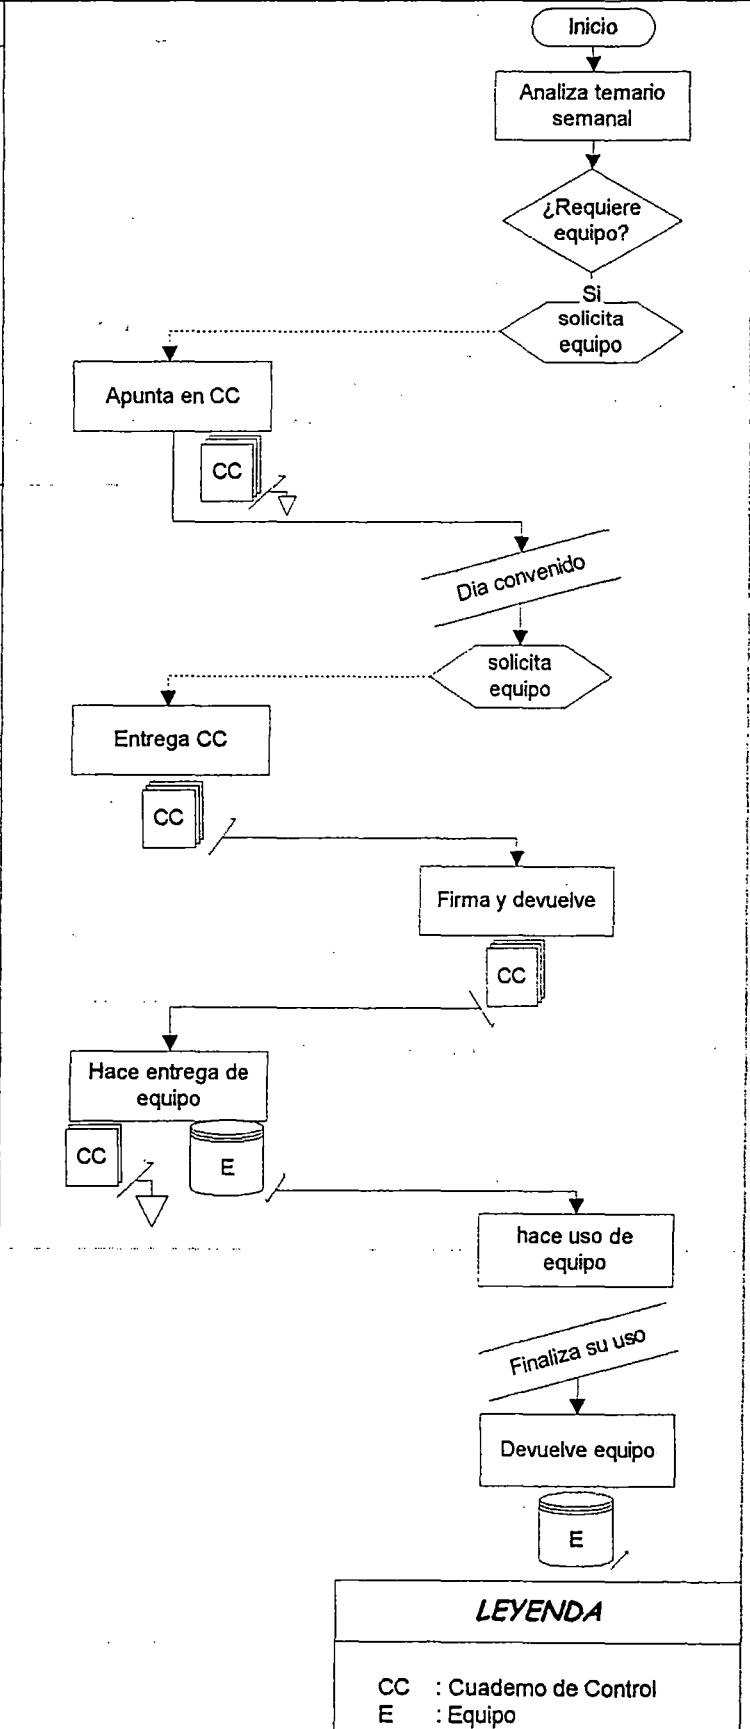 Inicio
Analiza temario
semanal
¿Requiere
equipo?
Si
solicita
equipo
Apunta en CC
CC
Dia convenido
solicita
equipo
Entrega CC
CC
Firma y devuelve
CC
Hace entrega de
equipo
CC
E
hace uso de
equipo
Finaliza su uso
Devuelve equipo
E
LEYENDA
CC : Cuaderno de Control
E : Equipo